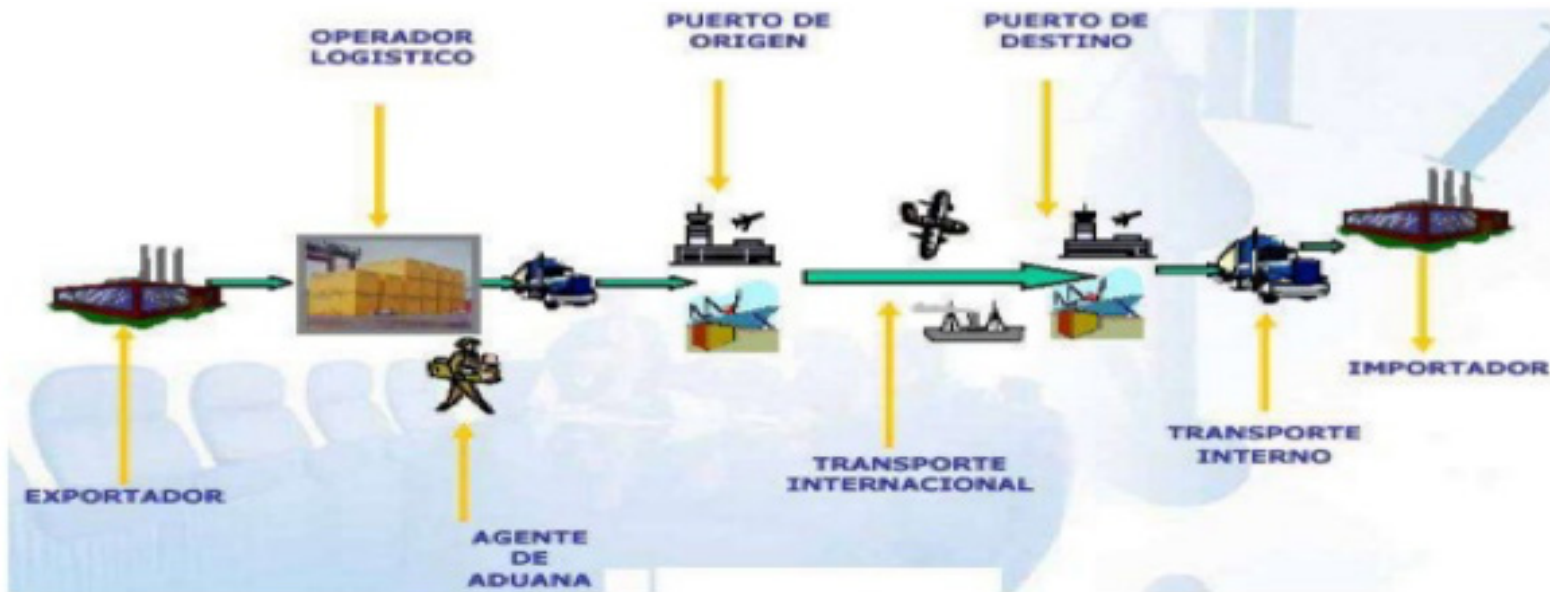 OPERADOR
LOGISTICO
PUERTO DE
ORIGEN
PUERTO DE
DESTINO
EXPORTADOR
AGENTE
DE
ADUANA
TRANSPORTE
INTERNACIONAL
TRANSPORTE
INTERNO
IMPORTADOR